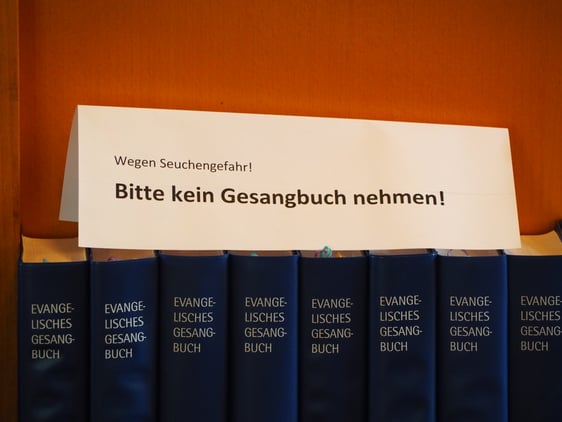 Wegen Seuchengefahr!
Bitte kein Gesangbuch nehmen!
EVANGE-
LISCHES
GESANG-
BUCH
EVANGE-
LISCHES
GESANG-
BUCH
EVANGE-
LISCHES
GESANG-
BUCH
EVANGE-
LISCHES
GESANG-
BUCH
EVANGE-
LISCHES
GESANG-
BUCH
EVANGE-
LISCHES
GESANG-
BUCH
EVANGE-
LISCHES
GESANG-
BUCH
EVANGE-
LISCHES
GESANG-
BUCH